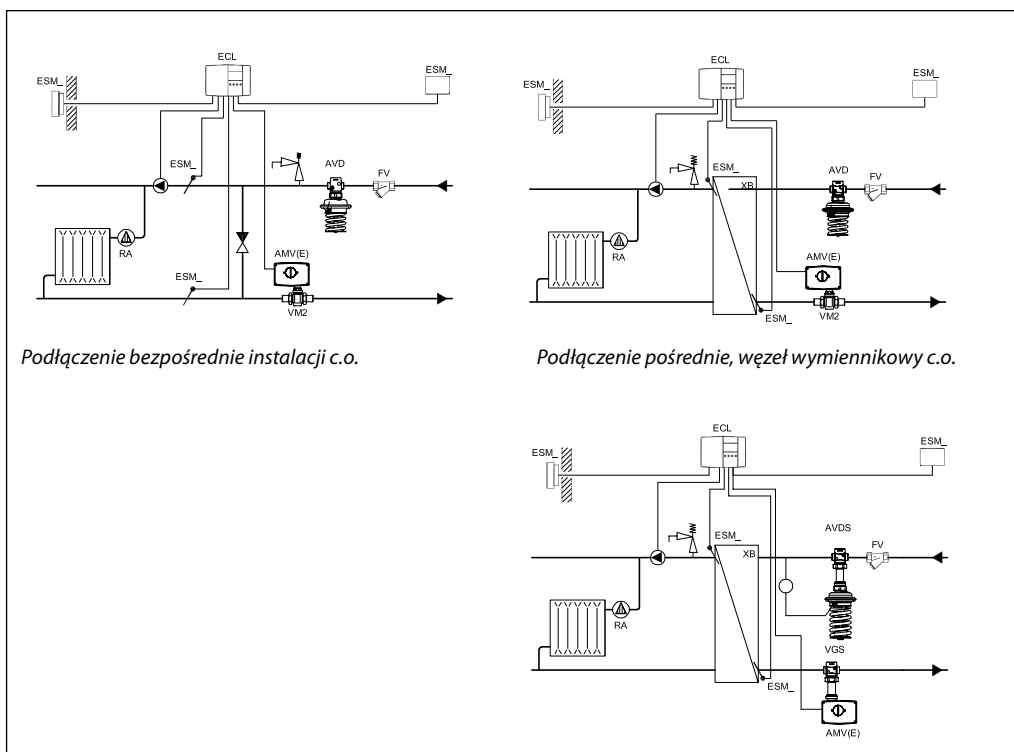 ECL
ESM_
ESM_
ESM_
AVD
FV
RA
ESM_
AMV(E)
VM2
Podłączenie bezpośrednie instalacji c.o.
ECL
ESM_
ESM_
ESM_
XB
AVD
FV
RA
AMV(E)
ESM_
VM2
Podłączenie pośrednie, węzeł wymiennikowy c.o.
ECL
ESM_
ESM_
ESM_
XB
AVDS
FV
RA
VGS
ESM_
AMV(E)